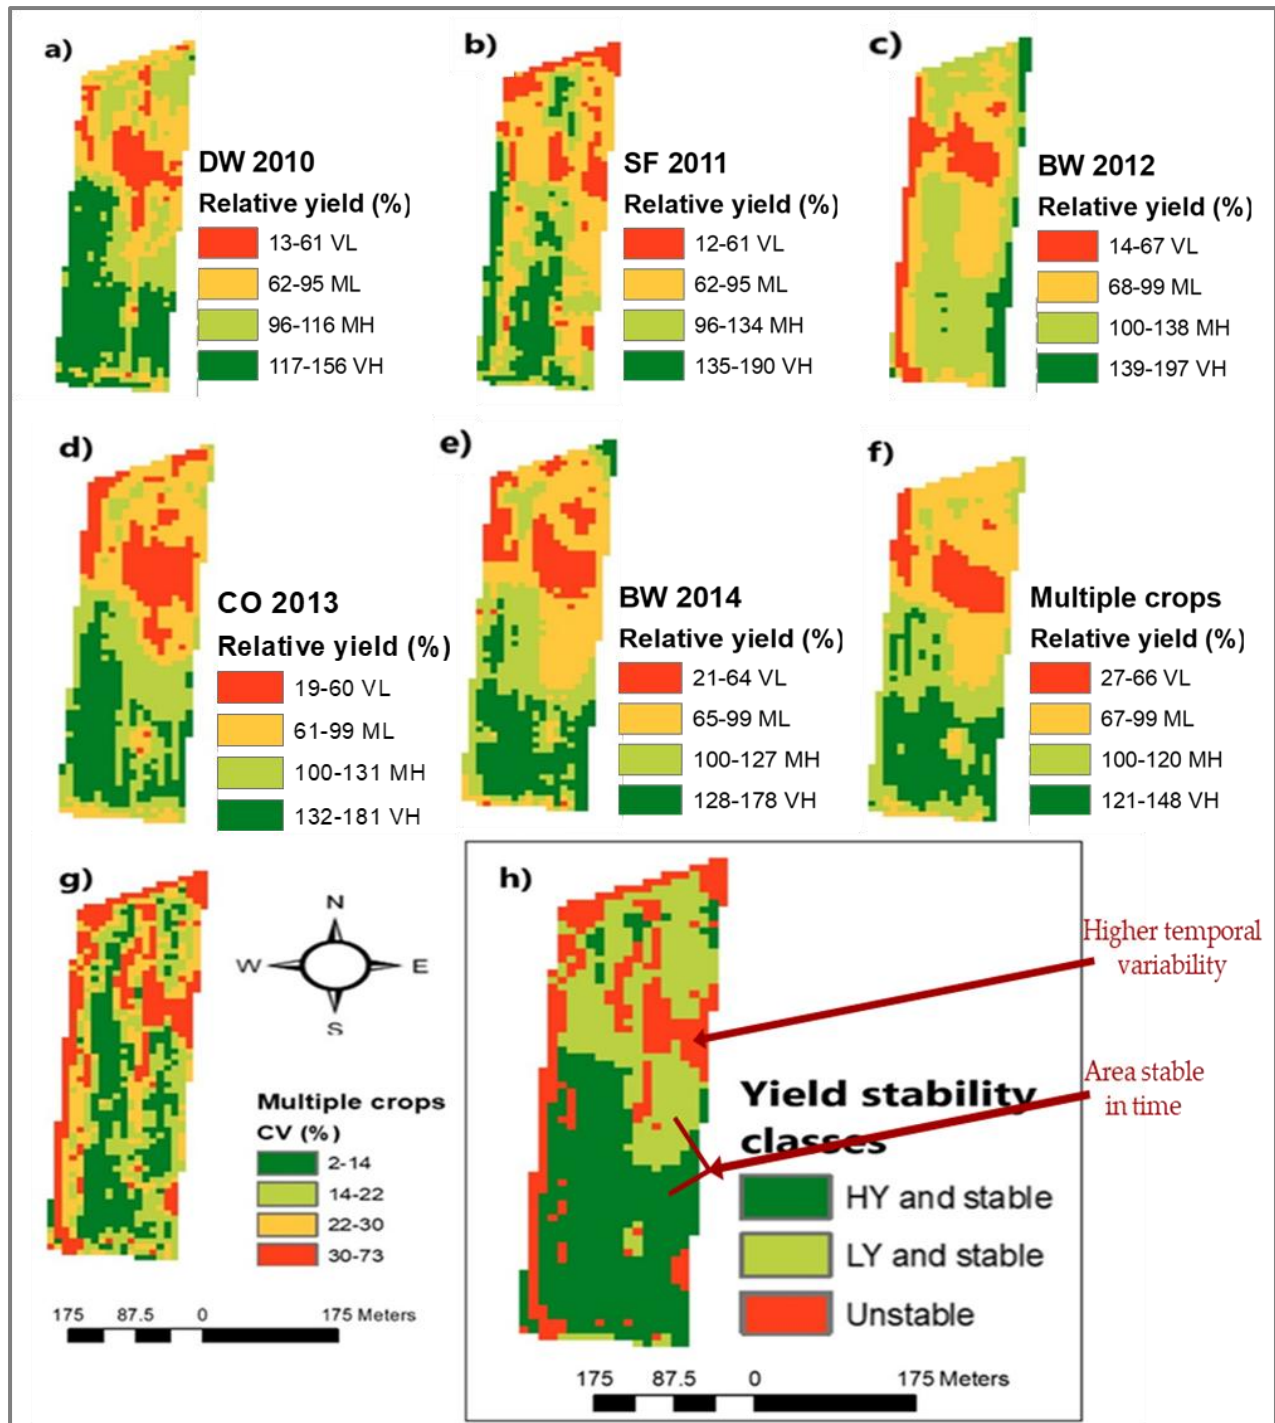 a)
DW 2010
Relative yield (%)
13-61 VL
62-95 ML
96-116 MH
117-156 VH
b)
SF 2011
Relative yield (%)
12-61 VL
62-95 ML
96-134 MH
135-190 VH
c)
BW 2012
Relative yield (%)
14-67 VL
68-99 ML
100-138 MH
139-197 VH
d)
CO 2013
Relative yield (%)
19-60 VL
61-99 ML
100-131 MH
132-181 VH
e)
BW 2014
Relative yield (%)
21-64 VL
65-99 ML
100-127 MH
128-178 VH
f)
Multiple crops
Relative yield (%)
27-66 VL
67-99 ML
100-120 MH
121-148 VH
g)
N
W E
S
Multiple crops
CV (%)
2-14
14-22
22-30
30-73
175 87.5 0 175 Meters
h)
Higher temporal
variability
Area stable
in time
Yield stability
classes
HY and stable
LY and stable
Unstable
175 87.5 0 175 Meters